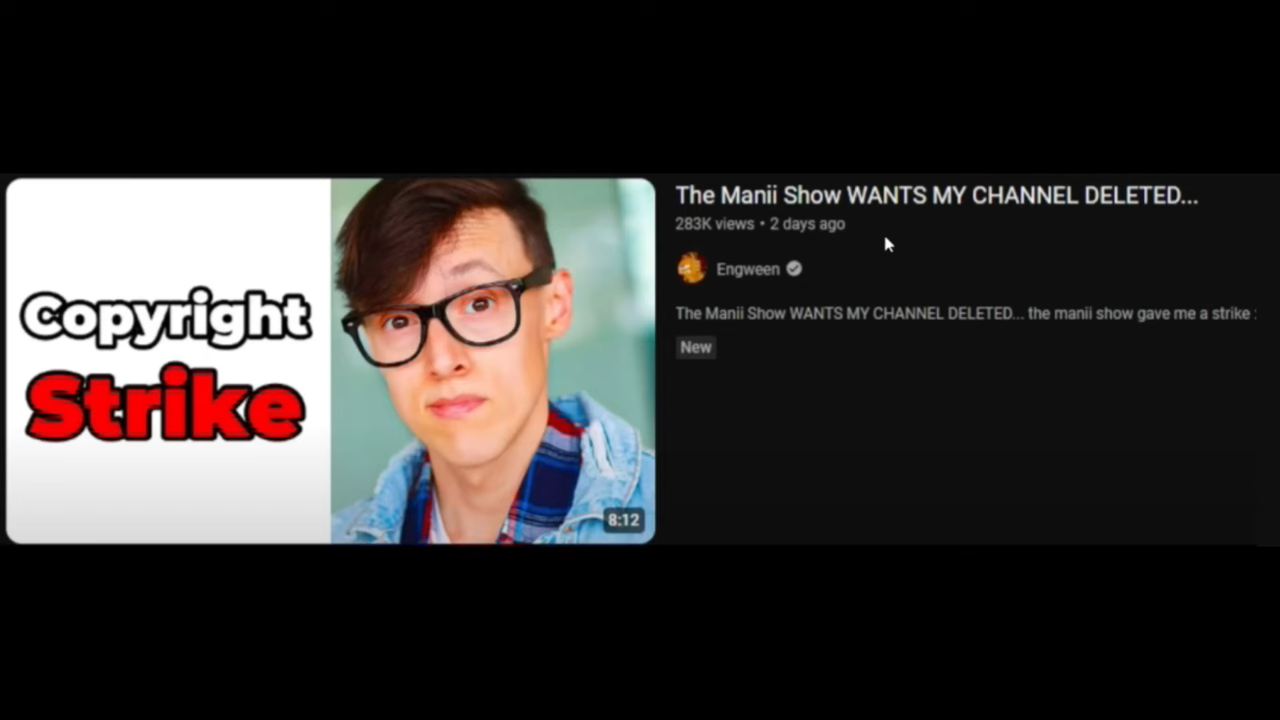 Copyright
Strike
8:12
The Manii Show WANTS MY CHANNEL DELETED...
283K views • 2 days ago
Engween
The Manii Show WANTS MY CHANNEL DELETED... the manii show gave me a strike :
New